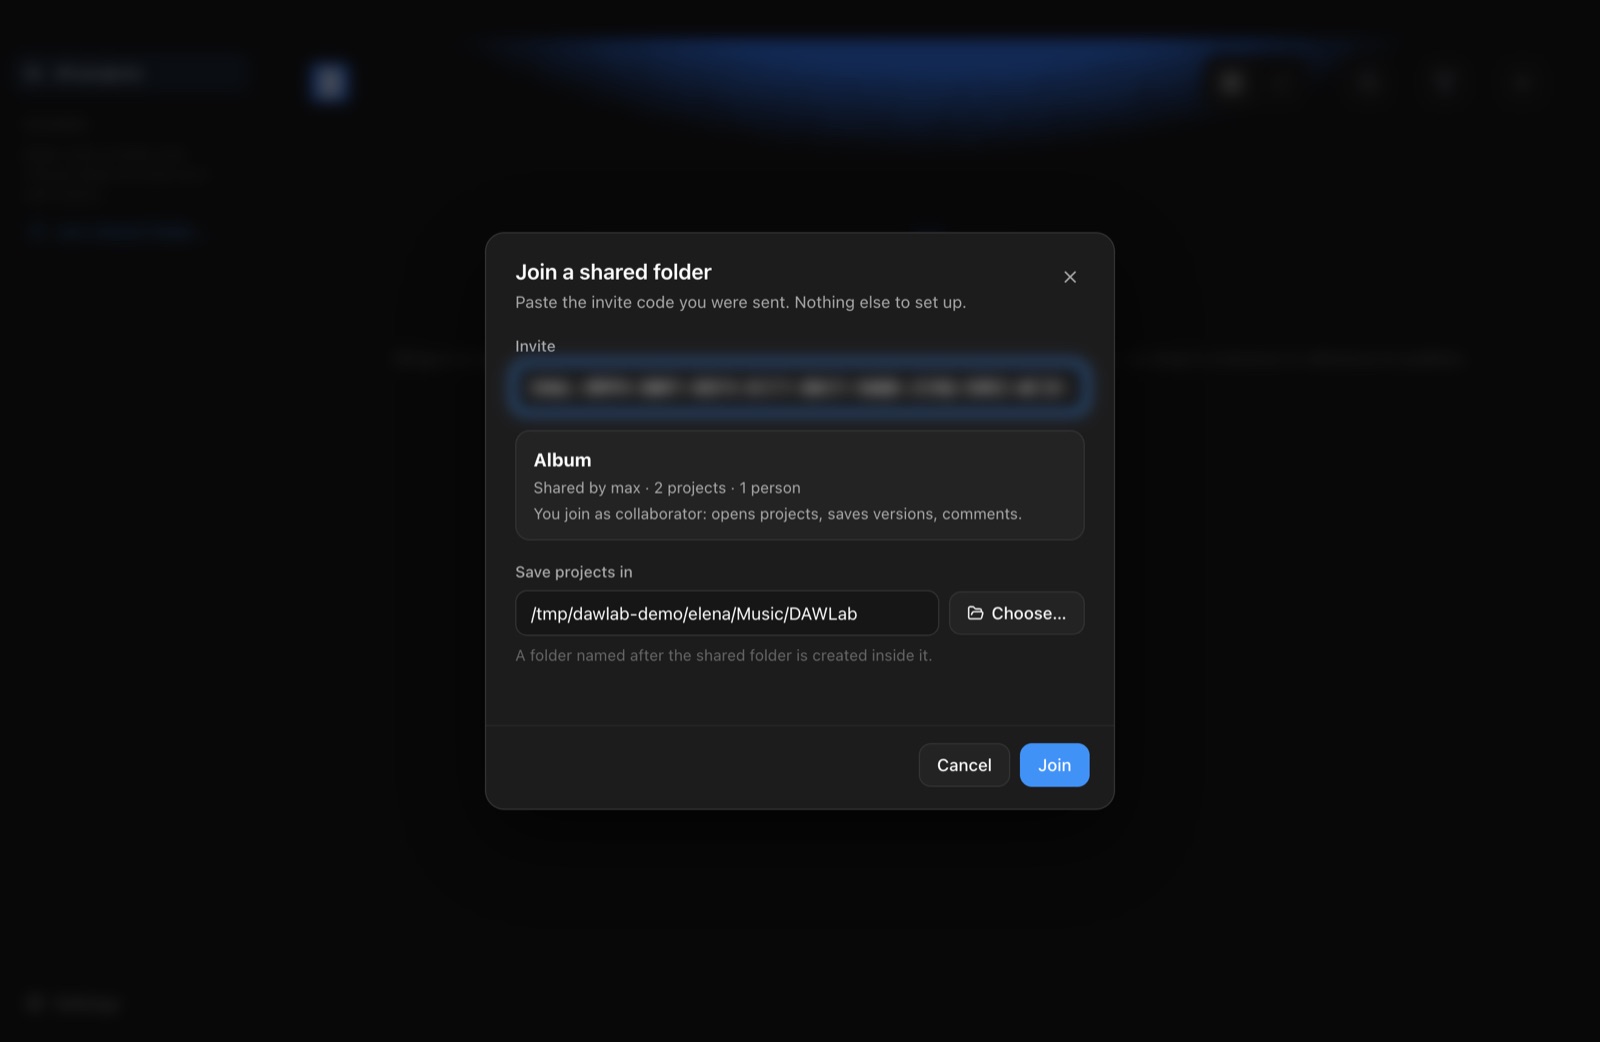 Join a shared folder
Paste the invite code you were sent. Nothing else to set up.
Invite
Album
Shared by max · 2 projects · 1 person
You join as collaborator: opens projects, saves versions, comments.
Save projects in
/tmp/dawlab-demo/elena/Music/DAWLab
Choose...
A folder named after the shared folder is created inside it.
Cancel
Join